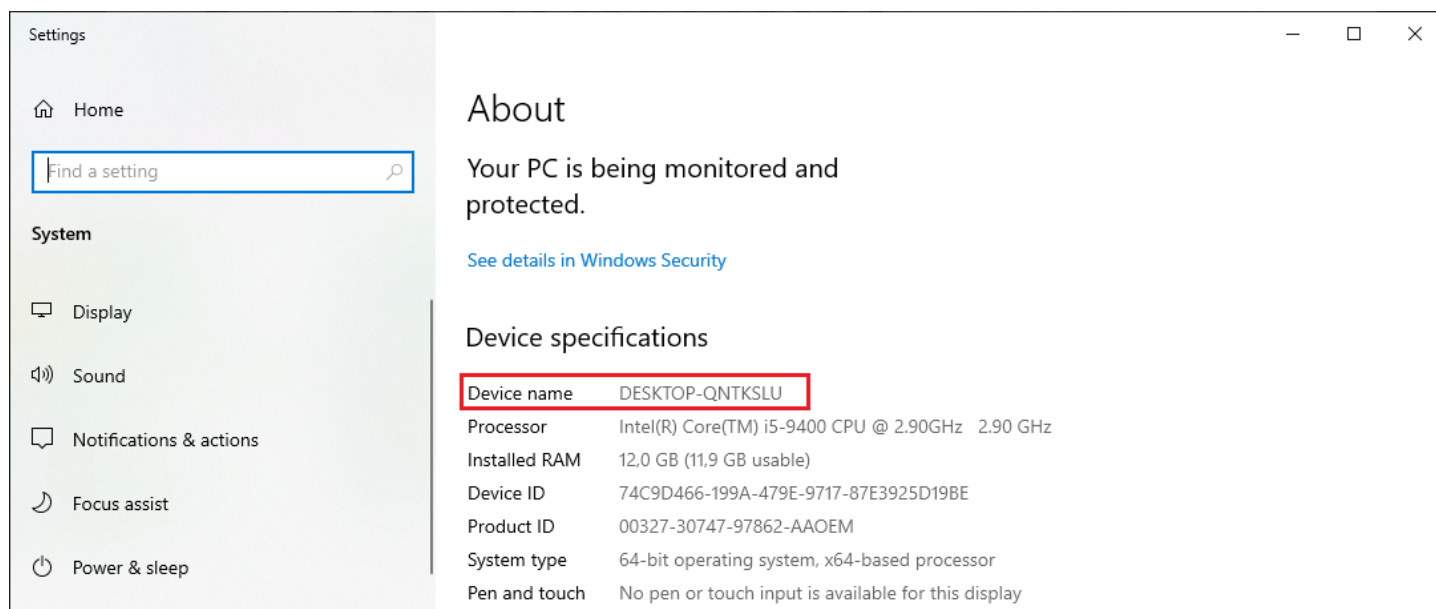 Settings
Home
Find a setting
System
Display
Sound
Notifications & actions
Focus assist
Power & sleep
About
Your PC is being monitored and
protected.
See details in Windows Security
Device specifications
Device name DESKTOP-QNTKSLU
Processor Intel(R) Core(TM) i5-9400 CPU @ 2.90GHz 2.90 GHz
Installed RAM 12,0 GB (11,9 GB usable)
Device ID 74C9D466-199A-479E-9717-87E3925D19BE
Product ID 00327-30747-97862-AAOEM
System type 64-bit operating system, x64-based processor
Pen and touch No pen or touch input is available for this display